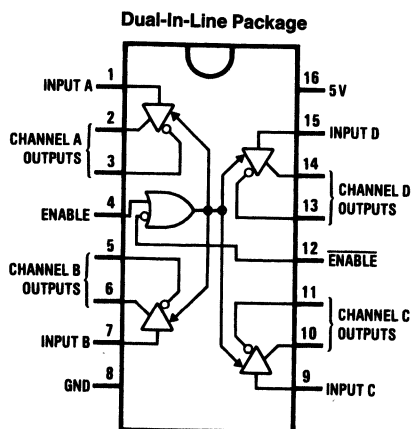 Dual-In-Line Package
1
INPUT A
2
CHANNEL A
OUTPUTS
3
4
ENABLE
5
CHANNEL B
OUTPUTS
6
7
INPUT B
8
GND
16
5V
15
INPUT D
14
CHANNEL D
OUTPUTS
13
12
ENABLE
11
CHANNEL C
OUTPUTS
10
9
INPUT C